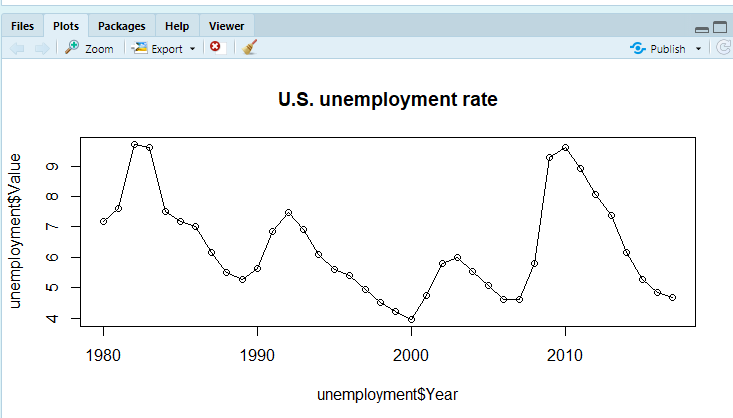 Files Plots Packages Help Viewer
Zoom Export Publish
U.S. unemployment rate
unemployment$Value
9
8
7
6
5
4
1980 1990 2000 2010
unemployment$Year